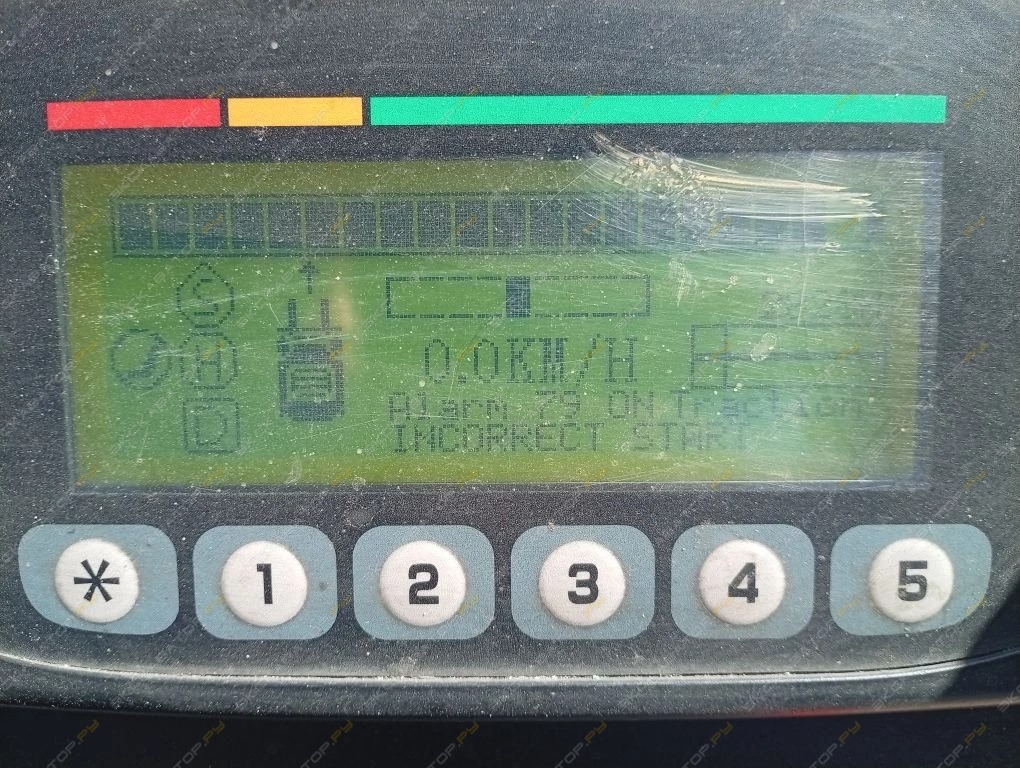 S
H
0.0KM/H
Alarm 79 ON Traction
INCORRECT START
* 1 2 3 4 5